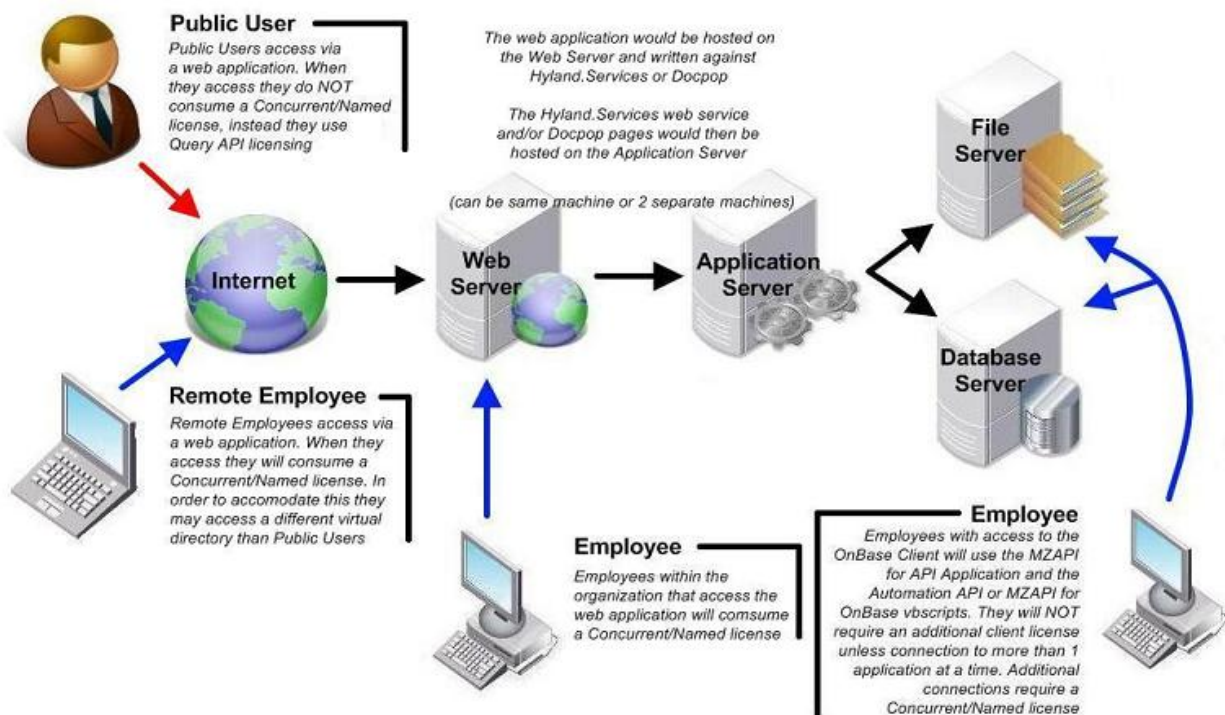 Public User
Public Users access via
a web application. When
they access they do NOT
consume a Concurrent/Named
license, instead they use
Query API licensing
The web application would be hosted on
the Web Server and written against
Hyland.Services or Docpop
The Hyland.Services web service
and/or Docpop pages would then be
hosted on the Application Server
(can be same machine or 2 separate machines)
File
Server
Internet
Web
Server
Application
Server
Database
Server
Remote Employee
Remote Employees access via
a web application. When they
access they will consume a
Concurrent/Named license. In
order to accomodate this they
may access a different virtual
directory than Public Users
Employee
Employees within the
organization that access the
web application will comsume
a Concurrent/Named license
Employee
Employees with access to the
OnBase Client will use the MZAPI
for API Application and the
Automation API or MZAPI for
OnBase vbscripts. They will NOT
require an additional client license
unless connection to more than 1
application at a time. Additional
connections require a
Concurrent/Named license